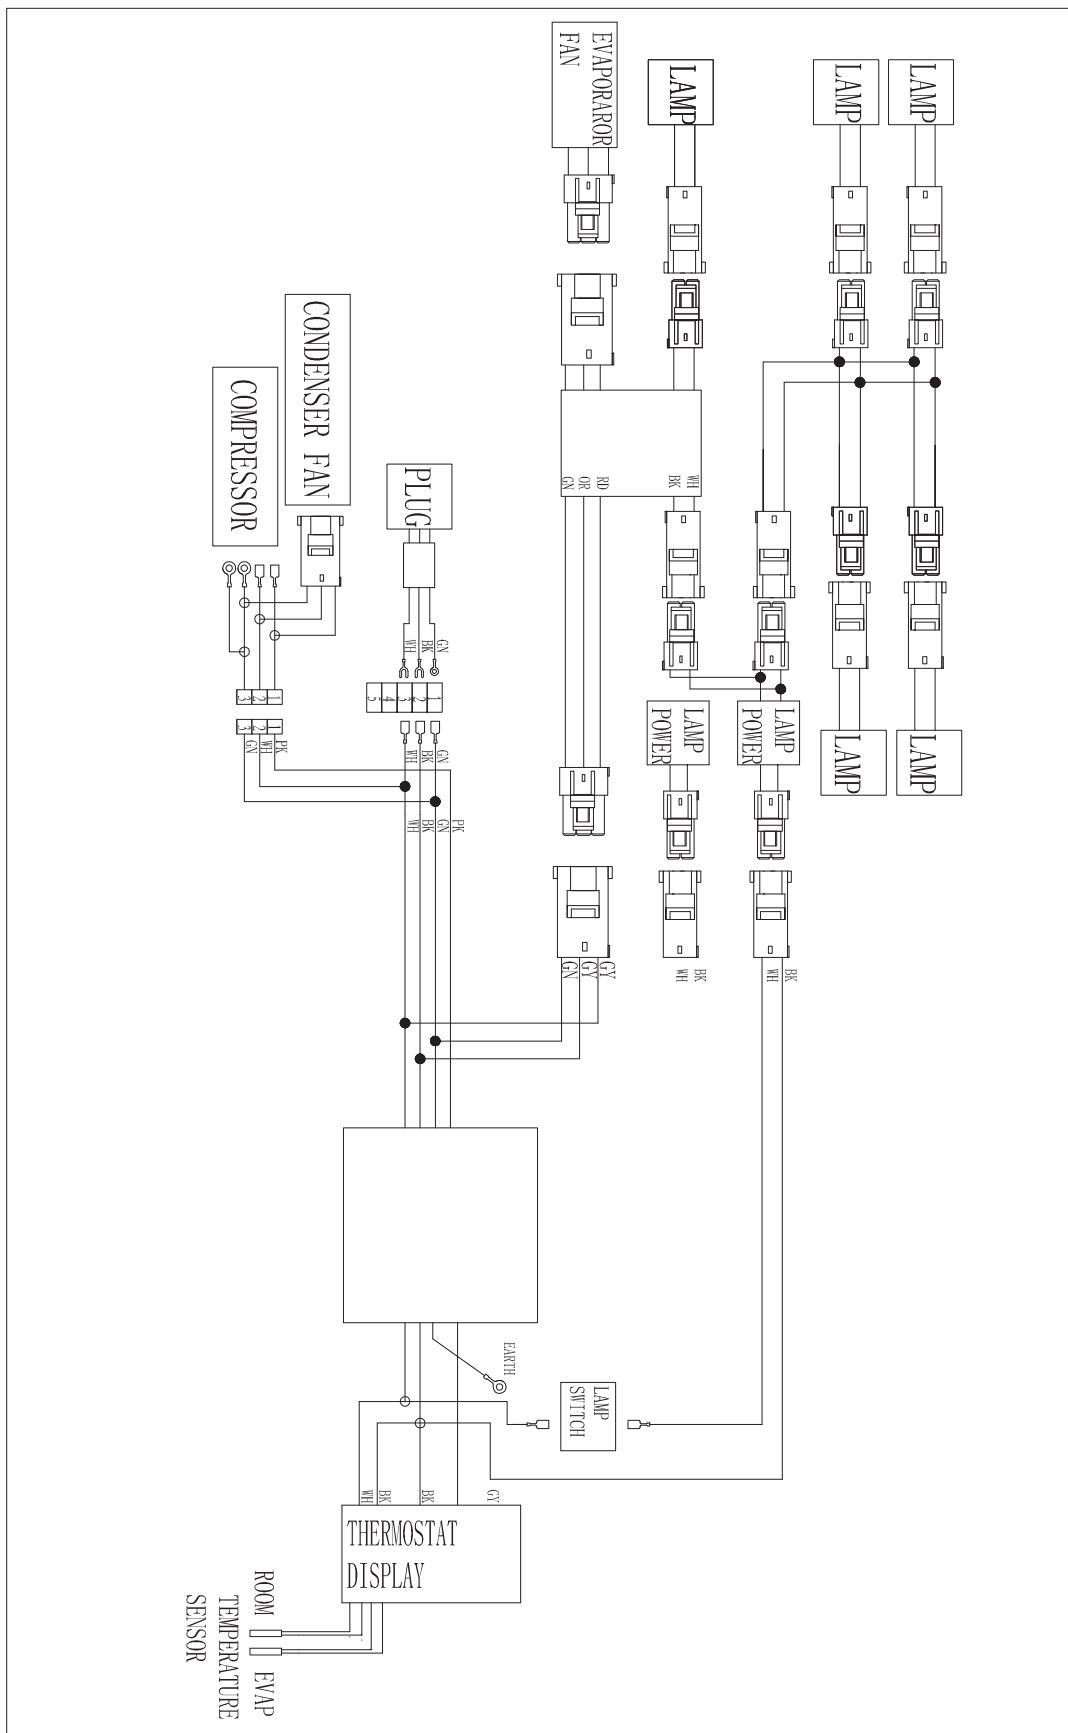 EVAPORAROR
FAN
LAMP
LAMP
LAMP
CONDENSER FAN
COMPRESSOR
PLUG
GN
OR
RD
BK
WH
WH
BK
GN
5
4
3
2
1
3
2
1
3
2
1
GN
WH
PK
WH
BK
GN
WH
BK
GN
PK
LAMP
POWER
LAMP
POWER
LAMP
LAMP
GN
GY
GY
WH
BK
WH
BK
EARTH
LAMP
SWITCH
WH
BK
BK
GY
THERMOSTAT
DISPLAY
ROOM
EVAP
TEMPERATURE
SENSOR